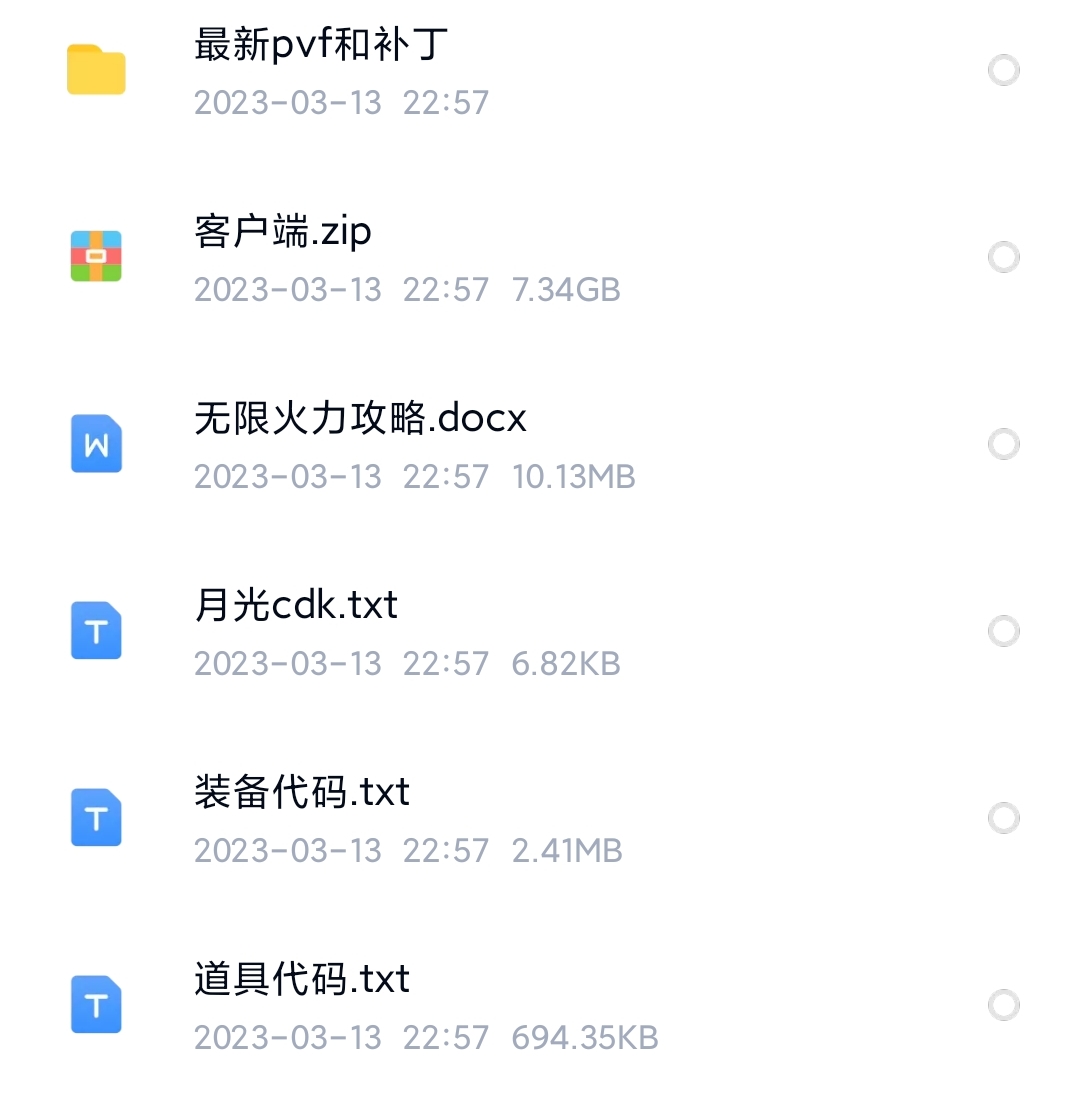 最新pvf和补丁
2023-03-13 22:57
客户端.zip
2023-03-13 22:57 7.34GB
W
无限火力攻略.docx
2023-03-13 22:57 10.13MB
T
月光cdk.txt
2023-03-13 22:57 6.82KB
T
装备代码.txt
2023-03-13 22:57 2.41MB
T
道具代码.txt
2023-03-13 22:57 694.35KB